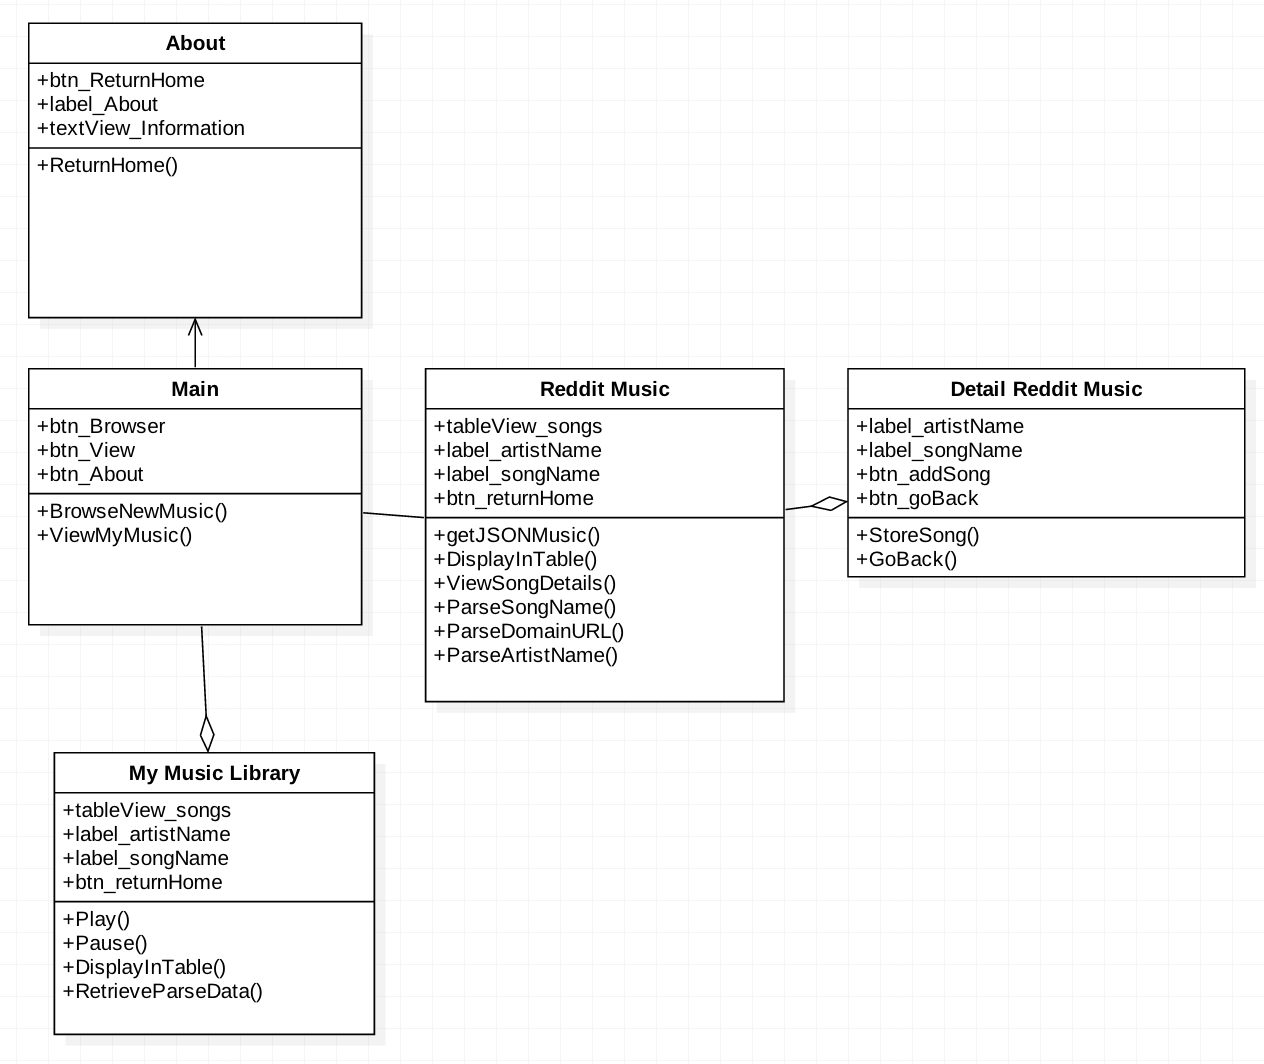 About
+btn_ReturnHome
+label_About
+textView_Information
+ReturnHome()
Main
+btn_Browser
+btn_View
+btn_About
+BrowseNewMusic()
+ViewMyMusic()
Reddit Music
+tableView_songs
+label_artistName
+label_songName
+btn_returnHome
+getJSONMusic()
+DisplayInTable()
+ViewSongDetails()
+ParseSongName()
+ParseDomainURL()
+ParseArtistName()
Detail Reddit Music
+label_artistName
+label_songName
+btn_addSong
+btn_goBack
+StoreSong()
+GoBack()
My Music Library
+tableView_songs
+label_artistName
+label_songName
+btn_returnHome
+Play()
+Pause()
+DisplayInTable()
+RetrieveParseData()